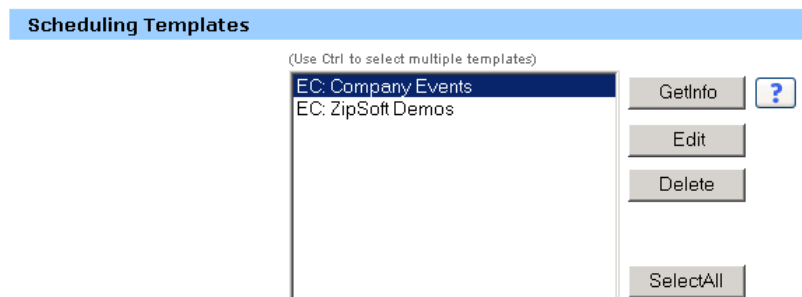 Scheduling Templates
(Use Ctrl to select multiple templates)
EC: Company Events
EC: ZipSoft Demos
GetInfo
?
Edit
Delete
SelectAll